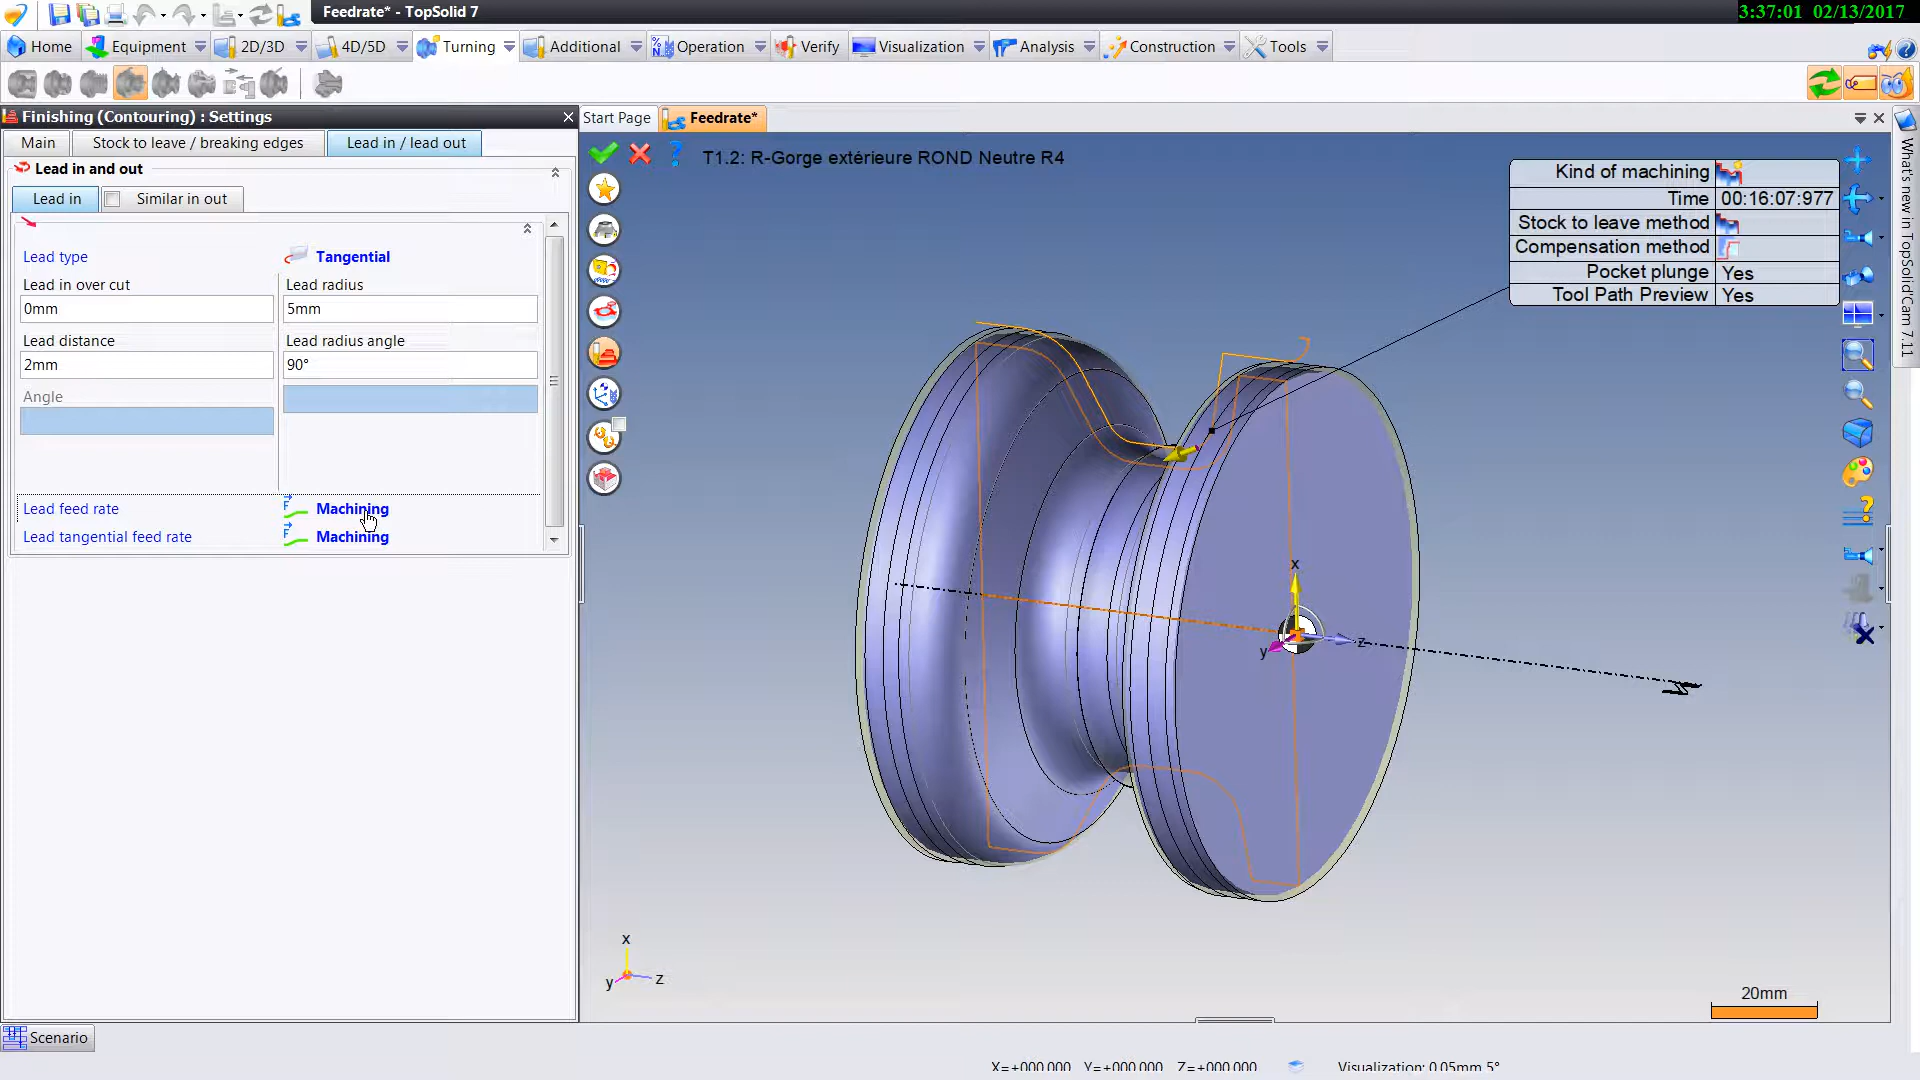 Feedrate* - TopSolid 7
3:37:01 02/13/2017
Home Equipment 2D/3D 4D/5D Turning Additional Operation Verify Visualization Analysis Construction Tools
Finishing (Contouring) : Settings
Start Page Feedrate*
Main Stock to leave / breaking edges Lead in / lead out
Lead in and out
Lead in Similar in out
Lead type Tangential
Lead in over cut Lead radius
0mm 5mm
Lead distance Lead radius angle
2mm 90°
Angle
Lead feed rate Machining
Lead tangential feed rate Machining
T1.2: R-Gorge extérieure ROND Neutre R4
Kind of machining
Time 00:16:07:977
Stock to leave method
Compensation method
Pocket plunge Yes
Tool Path Preview Yes
What's new in TopSolid'Cam 7.11
x
y
z
x
y
z
20mm
Scenario
X=+000.000 Y=+000.000 Z=+000.000 Visualization: 0.05mm 5°